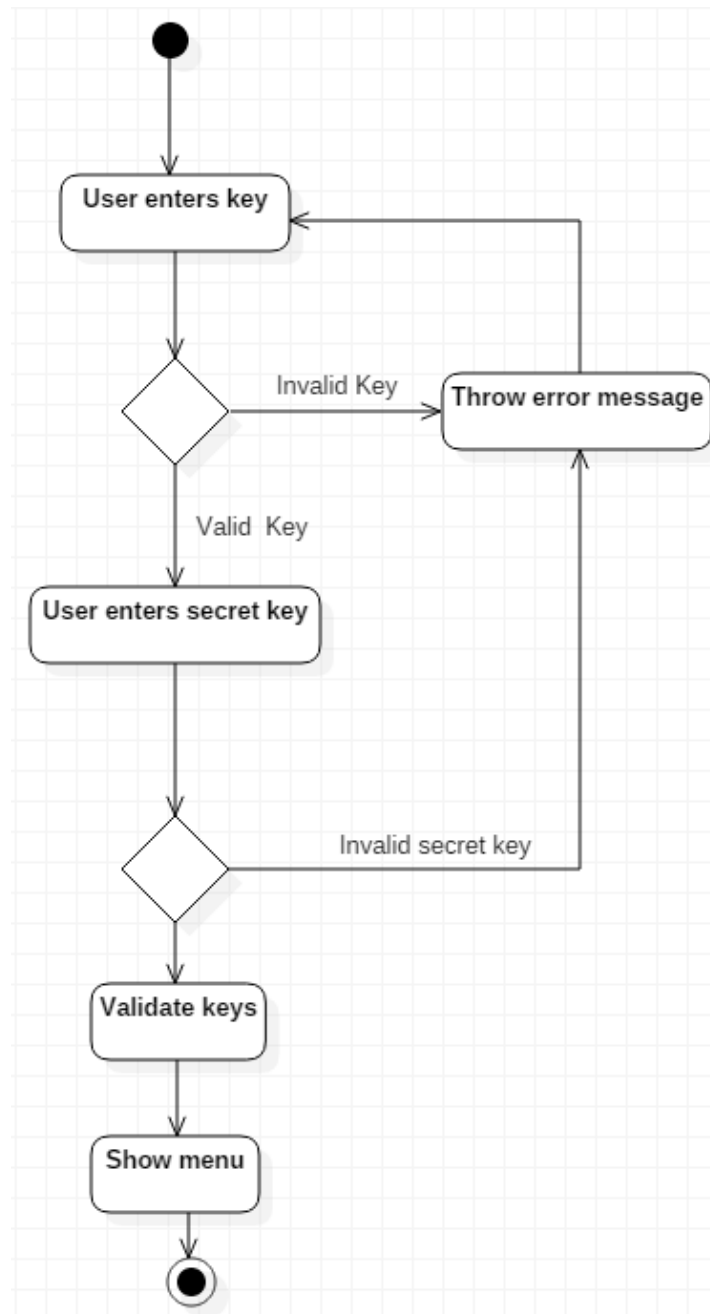 User enters key
Invalid Key
Throw error message
Valid  Key
User enters secret key
Invalid secret key
Validate keys
Show menu